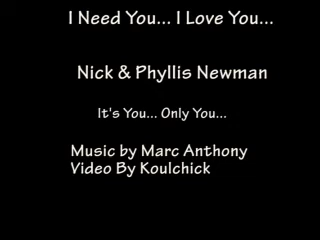 I Need You... I Love You...
Nick & Phyllis Newman
It's You... Only You...
Music by Marc Anthony
Video By Koulchick